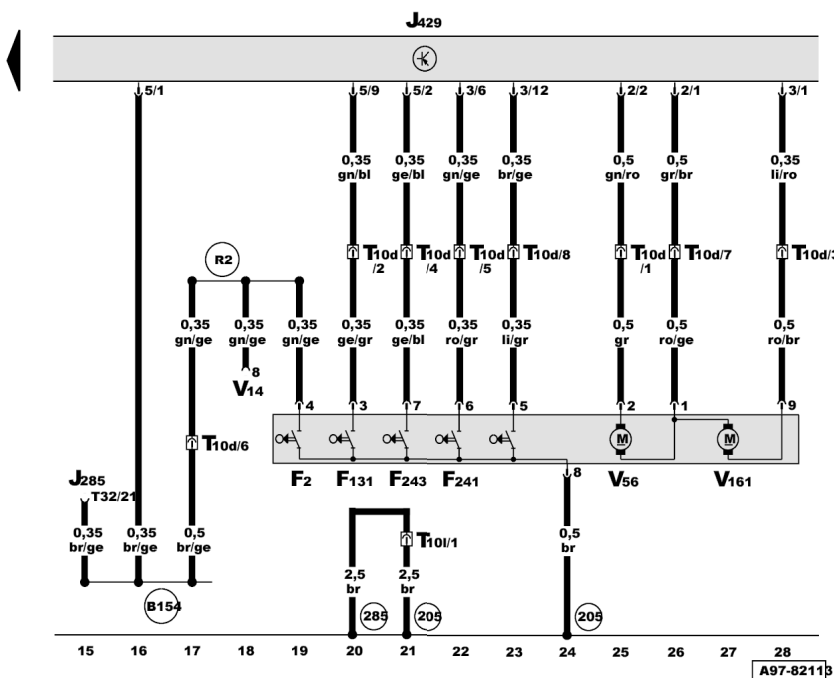 J429
5/1 5/9 5/2 3/6 3/12 2/2 2/1 3/1
0,35 0,35 0,35 0,35 0,5 0,5 0,35
gn/bl ge/bl gn/ge br/ge gn/ro gr/br li/ro
R2
T10d/2 T10d/4 T10d/5 T10d/8 T10d/1 T10d/7 T10d/3
0,35 0,35 0,35 0,35 0,35 0,35 0,35 0,5 0,5 0,5
gn/ge gn/ge gn/ge ge/gr ge/bl ro/gr li/gr gr ro/ge ro/br
8
V14
4 3 7 6 5 2 1 9
T10d/6
M M
8
F2 F131 F243 F241 V56 V161
J285
T32/21
0,35 0,35 0,5 0,5
br/ge br/ge br/ge br
T10l/1
2,5 2,5
br br
B154 285 205 205
15 16 17 18 19 20 21 22 23 24 25 26 27 28
A97-82113